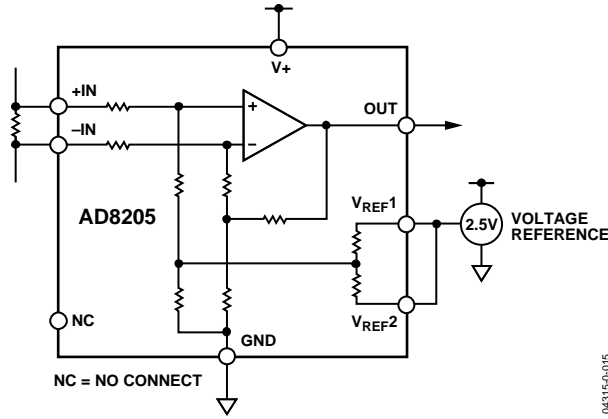 V+
+IN
–IN
+
–
OUT
AD8205
VREF1
2.5V
VOLTAGE
REFERENCE
VREF2
NC
GND
NC = NO CONNECT
04315-0-015